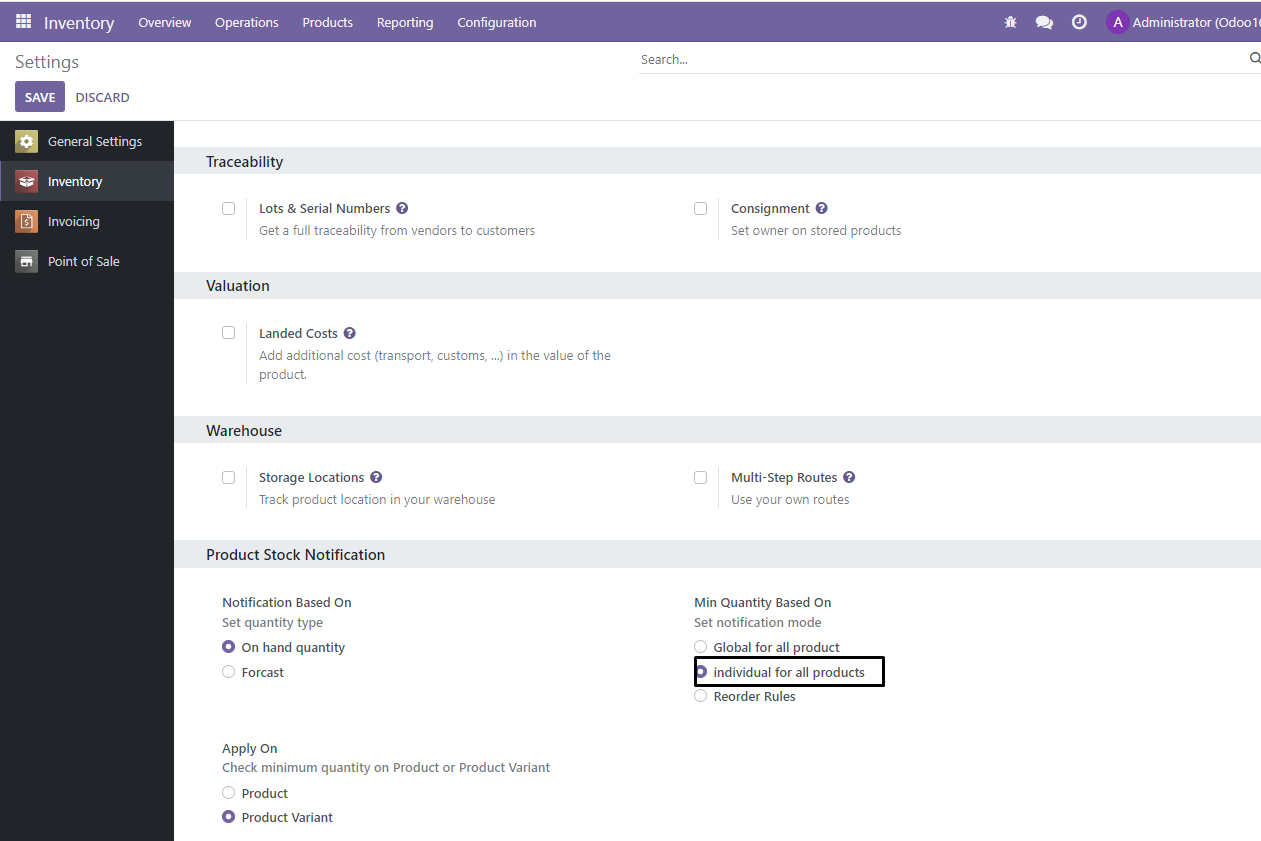 Inventory Overview Operations Products Reporting Configuration A Administrator (Odoo16
Settings
Search...
SAVE DISCARD
General Settings
Inventory
Invoicing
Point of Sale
Traceability
Lots & Serial Numbers ?
Get a full traceability from vendors to customers
Consignment ?
Set owner on stored products
Valuation
Landed Costs ?
Add additional cost (transport, customs, ...) in the value of the
product.
Warehouse
Storage Locations ?
Track product location in your warehouse
Multi-Step Routes ?
Use your own routes
Product Stock Notification
Notification Based On
Set quantity type
On hand quantity
Forcast
Min Quantity Based On
Set notification mode
Global for all product
individual for all products
Reorder Rules
Apply On
Check minimum quantity on Product or Product Variant
Product
Product Variant